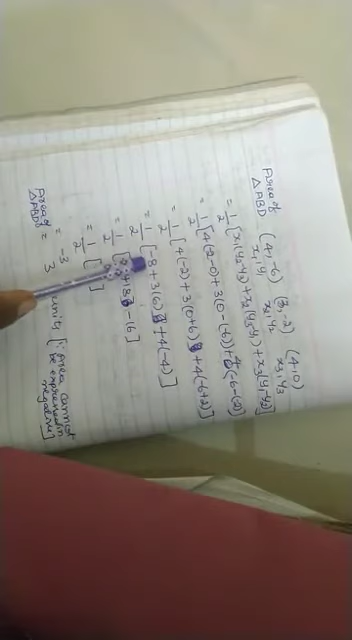 Area of (4,-6) (3,-2) (4,0)
△ABD x₁,y₁ x₂,y₂ x₃,y₃
= 1/2 [x₁(y₂-y₃)+x₂(y₃-y₁)+x₃(y₁-y₂)]
= 1/2 [4(-2-0)+3(0-(-6))+4(-6-(-2))]
= 1/2 [4(-2)+3(0+6)+4(-6+2)]
= 1/2 [-8+3(6)+4(-4)]
= 1/2 [-8+18-16]
= 1/2 [
= -3
Area of △ABD = 3 units [∵ Area cannot be expressed in negative]